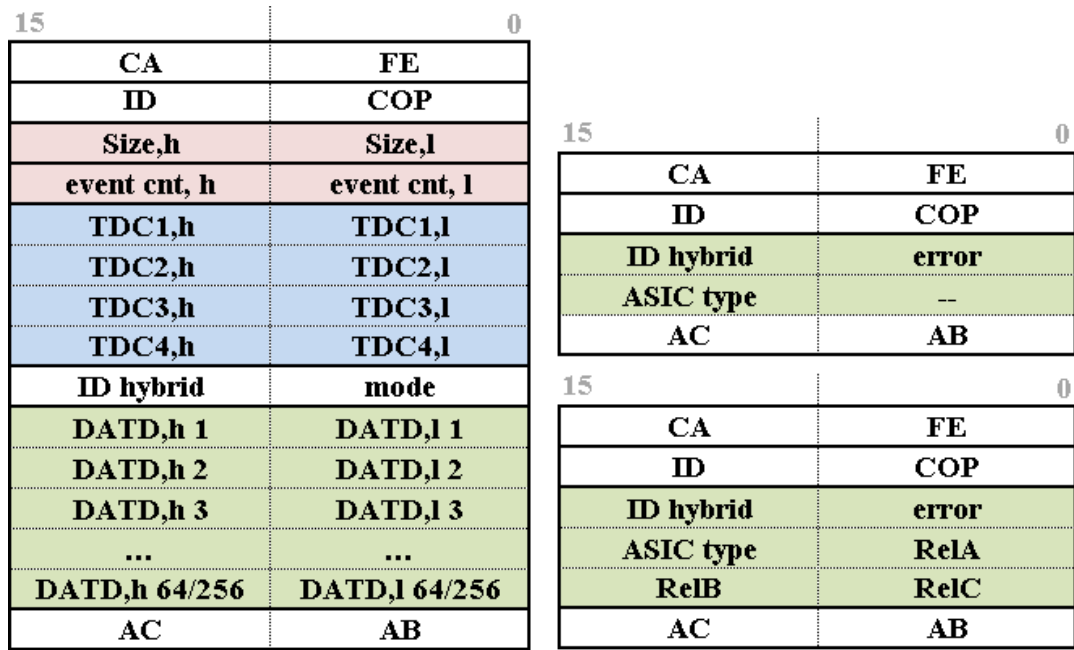 15 0
CA FE
ID COP
Size,h Size,l
event cnt, h event cnt, l
TDC1,h TDC1,l
TDC2,h TDC2,l
TDC3,h TDC3,l
TDC4,h TDC4,l
ID hybrid mode
DATD,h 1 DATD,l 1
DATD,h 2 DATD,l 2
DATD,h 3 DATD,l 3
... ...
DATD,h 64/256 DATD,l 64/256
AC AB
15 0
CA FE
ID COP
ID hybrid error
ASIC type --
AC AB
15 0
CA FE
ID COP
ID hybrid error
ASIC type RelA
RelB RelC
AC AB